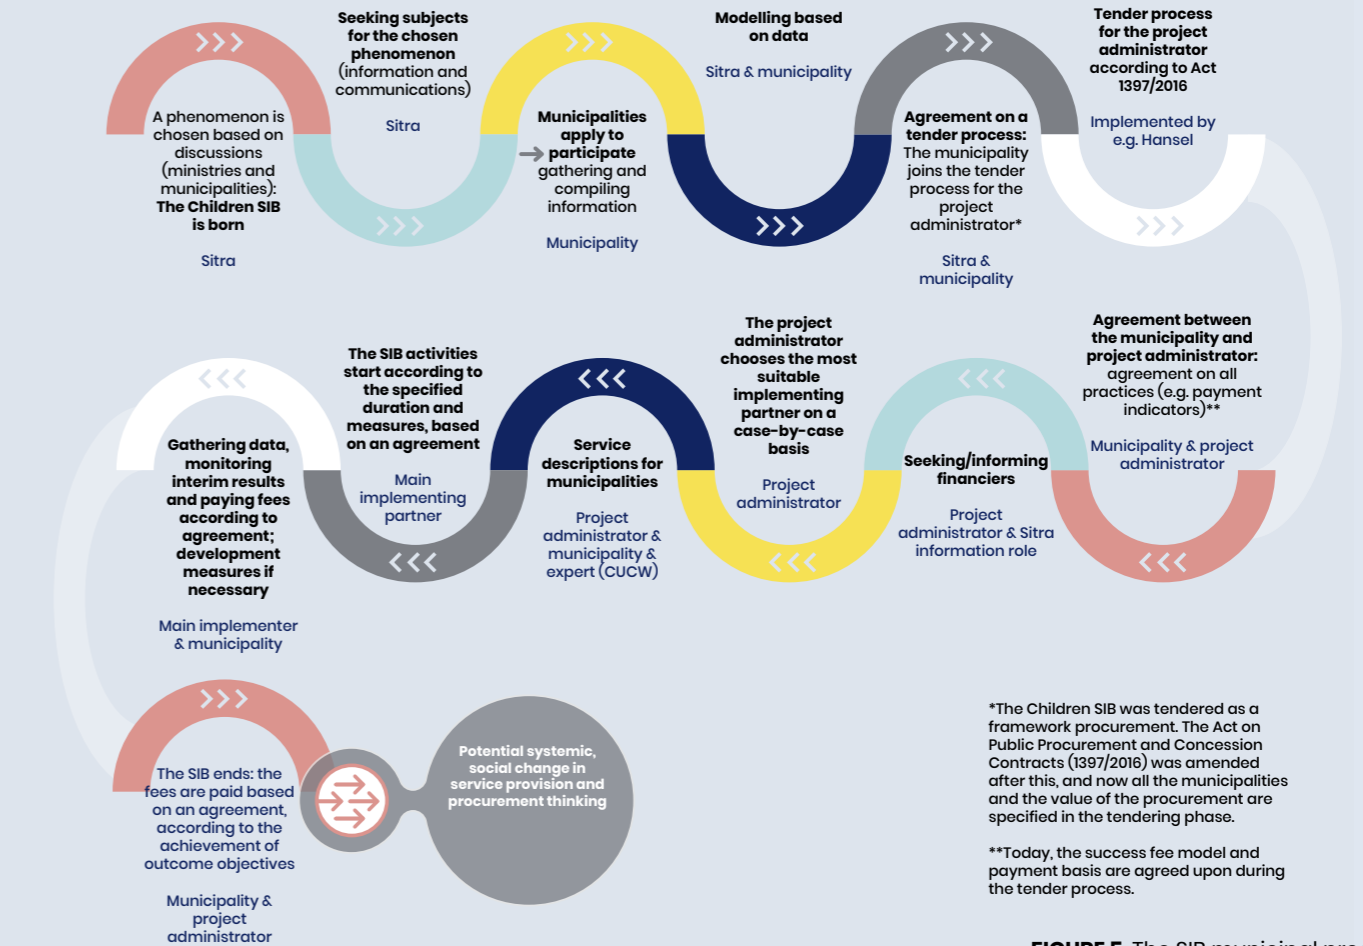 A phenomenon is
chosen based on
discussions
(ministries and
municipalities):
The Children SIB
is born
Sitra
Seeking subjects
for the chosen
phenomenon
(information and
communications)
Sitra
Municipalities
apply to
participate
gathering and
compiling
information
Municipality
Modelling based
on data
Sitra & municipality
Agreement on a
tender process:
The municipality
joins the tender
process for the
project
administrator*
Sitra &
municipality
Tender process
for the project
administrator
according to Act
1397/2016
Implemented by
e.g. Hansel
Agreement between
the municipality and
project administrator:
agreement on all
practices (e.g. payment
indicators)**
Municipality & project
administrator
Seeking/informing
financiers
Project
administrator & Sitra
information role
The project
administrator
chooses the most
suitable
implementing
partner on a
case-by-case
basis
Project
administrator
Service
descriptions for
municipalities
Project
administrator &
municipality &
expert (CUCW)
The SIB activities
start according to
the specified
duration and
measures, based
on an agreement
Main
implementing
partner
Gathering data,
monitoring
interim results
and paying fees
according to
agreement;
development
measures if
necessary
Main implementer
& municipality
The SIB ends: the
fees are paid based
on an agreement,
according to the
achievement of
outcome objectives
Municipality &
project
administrator
Potential systemic,
social change in
service provision and
procurement thinking
*The Children SIB was tendered as a
framework procurement. The Act on
Public Procurement and Concession
Contracts (1397/2016) was amended
after this, and now all the municipalities
and the value of the procurement are
specified in the tendering phase.
**Today, the success fee model and
payment basis are agreed upon during
the tender process.
The SIB municipal